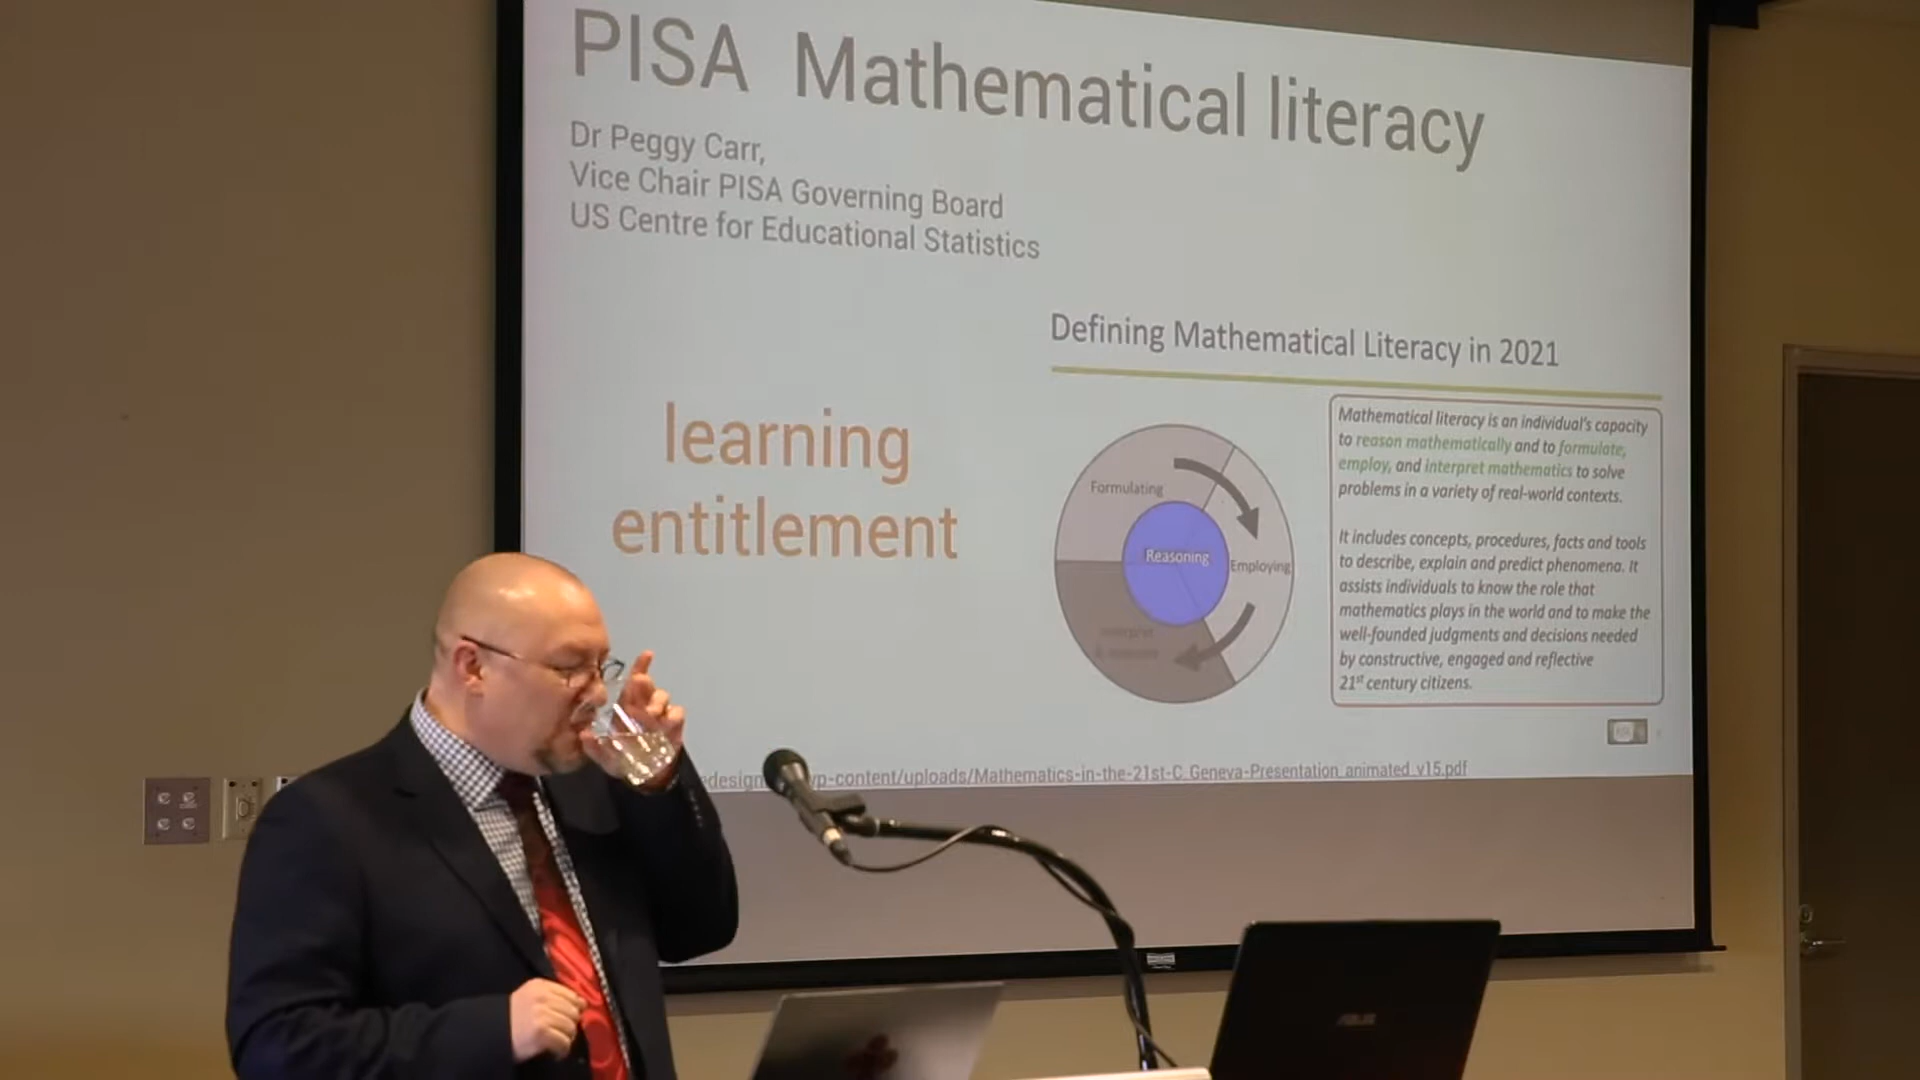 PISA Mathematical literacy
Dr Peggy Carr,
Vice Chair PISA Governing Board
US Centre for Educational Statistics
Defining Mathematical Literacy in 2021
learning
entitlement
Formulating
Reasoning
Employing
Mathematical literacy is an individual's capacity
to reason mathematically and to formulate,
employ, and interpret mathematics to solve
problems in a variety of real-world contexts.
It includes concepts, procedures, facts and tools
to describe, explain and predict phenomena. It
assists individuals to know the role that
mathematics plays in the world and to make the
well-founded judgments and decisions needed
by constructive, engaged and reflective
21st century citizens.
edesign
wp-content/uploads/Mathematics-in-the-21st-C_Geneva-Presentation_animated_v15.pdf
ASUS